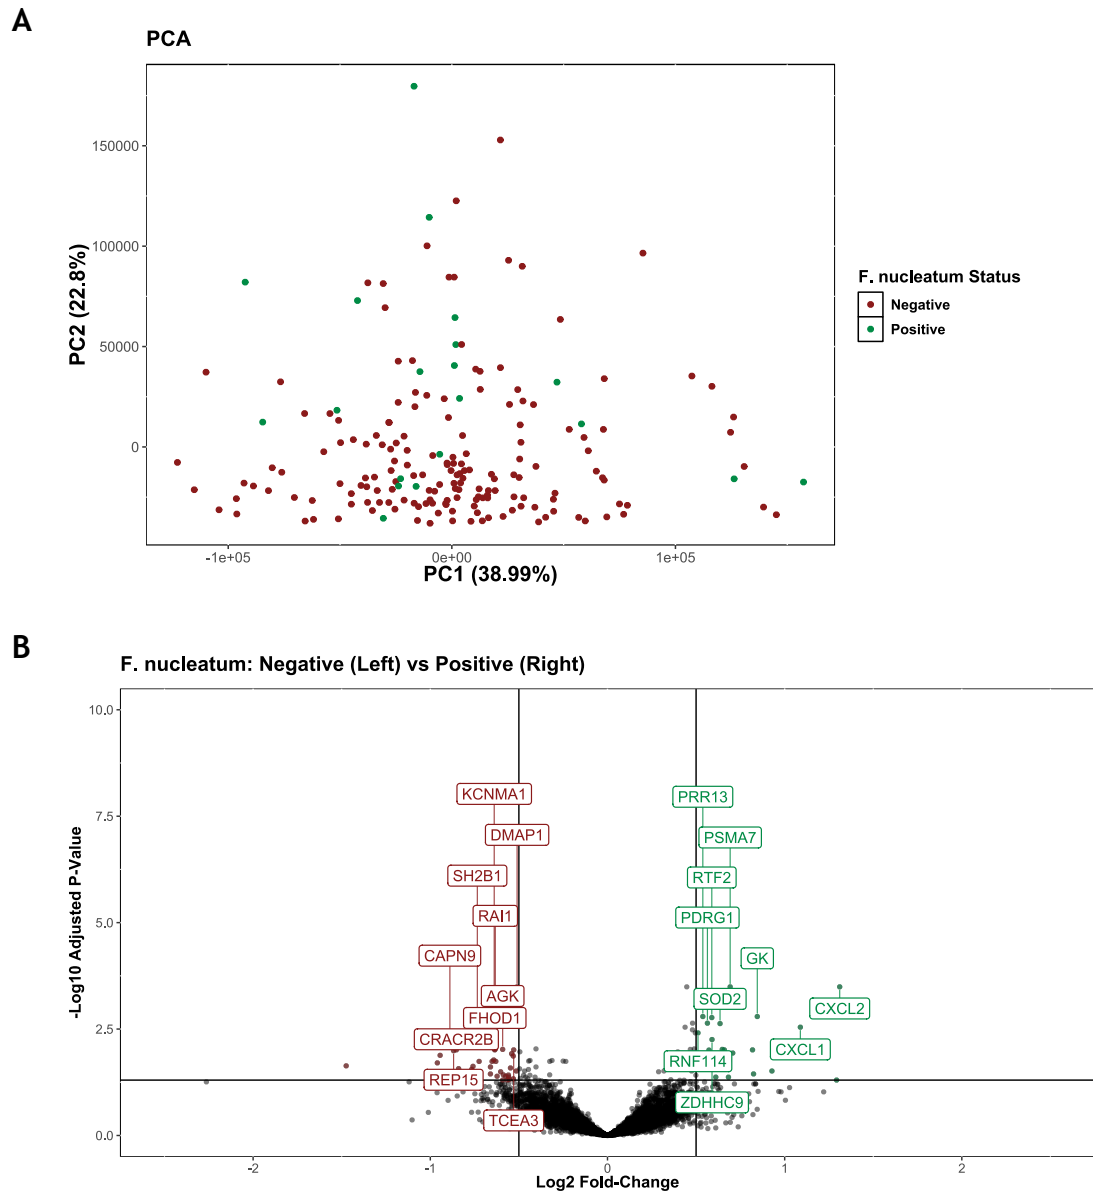 A
PCA
150000
100000
50000
0
PC2 (22.8%)
-1e+05
0e+00
1e+05
PC1 (38.99%)
F. nucleatum Status
Negative
Positive
B
F. nucleatum: Negative (Left) vs Positive (Right)
10.0
7.5
5.0
2.5
0.0
-Log10 Adjusted P-Value
KCNMA1
DMAP1
SH2B1
RAI1
CAPN9
AGK
FHOD1
CRACR2B
REP15
TCEA3
PRR13
PSMA7
RTF2
PDRG1
GK
SOD2
CXCL2
CXCL1
RNF114
ZDHHC9
-2
-1
0
1
2
Log2 Fold-Change